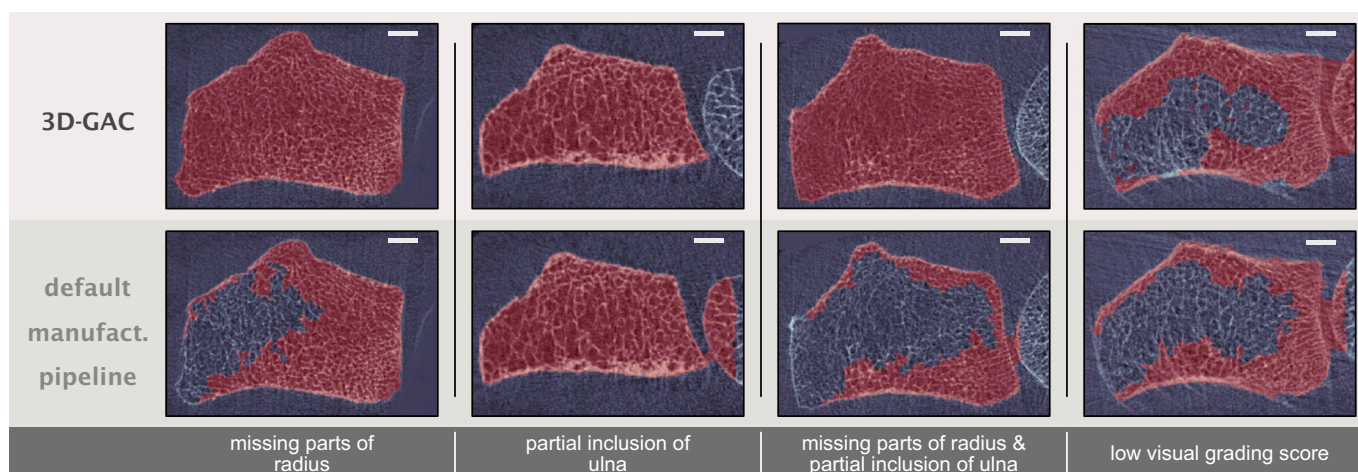 3D-GAC
default
manufact.
pipeline
missing parts of
radius
partial inclusion of
ulna
missing parts of radius &
partial inclusion of ulna
low visual grading score